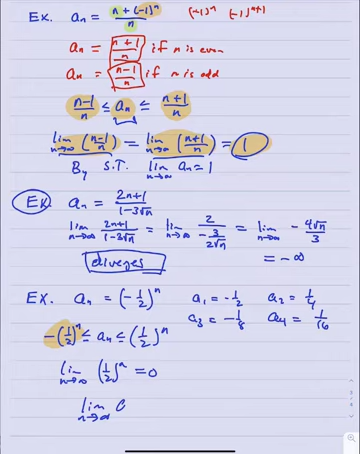 Ex. aₙ = (n + (-1)ⁿ)/n   (-1)ⁿ   (-1)ⁿ⁺¹
aₙ = (n+1)/n if n is even
aₙ = (n-1)/n if n is odd
(n-1)/n ≤ aₙ ≤ (n+1)/n
lim n→∞ ((n-1)/n) = lim n→∞ ((n+1)/n) = 1
By S.T. lim n→∞ aₙ = 1
Ex aₙ = (2n+1)/(1-3√n)
lim n→∞ (2n+1)/(1-3√n) = lim n→∞ 2/(-3/(2√n)) = lim n→∞ - 4√n/3
diverges   = -∞
Ex. aₙ = (-1/2)ⁿ   a₁ = -1/2   a₂ = 1/4
a₃ = -1/8   a₄ = 1/16
-(1/2)ⁿ ≤ aₙ ≤ (1/2)ⁿ
lim n→∞ (1/2)ⁿ = 0
lim n→∞